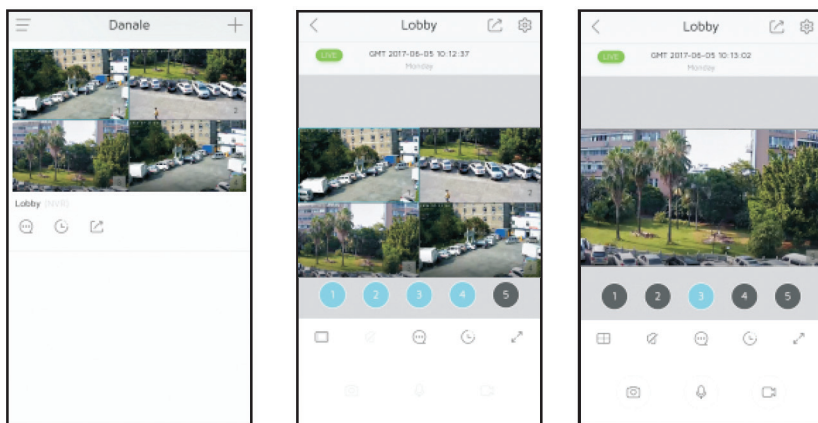 Danale
Lobby (NVR)
Lobby
LIVE
GMT 2017-06-05 10:12:37
Monday
2
1 2 3 4 5
Lobby
LIVE
GMT 2017-06-05 10:13:02
Monday
1 2 3 4 5